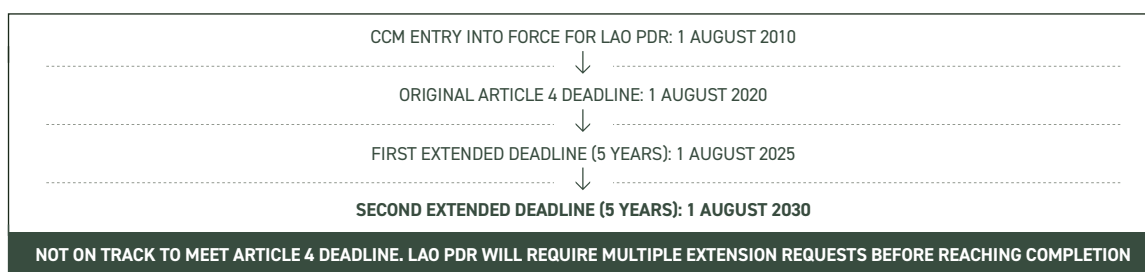 CCM ENTRY INTO FORCE FOR LAO PDR: 1 AUGUST 2010
ORIGINAL ARTICLE 4 DEADLINE: 1 AUGUST 2020
FIRST EXTENDED DEADLINE (5 YEARS): 1 AUGUST 2025
SECOND EXTENDED DEADLINE (5 YEARS): 1 AUGUST 2030
NOT ON TRACK TO MEET ARTICLE 4 DEADLINE. LAO PDR WILL REQUIRE MULTIPLE EXTENSION REQUESTS BEFORE REACHING COMPLETION